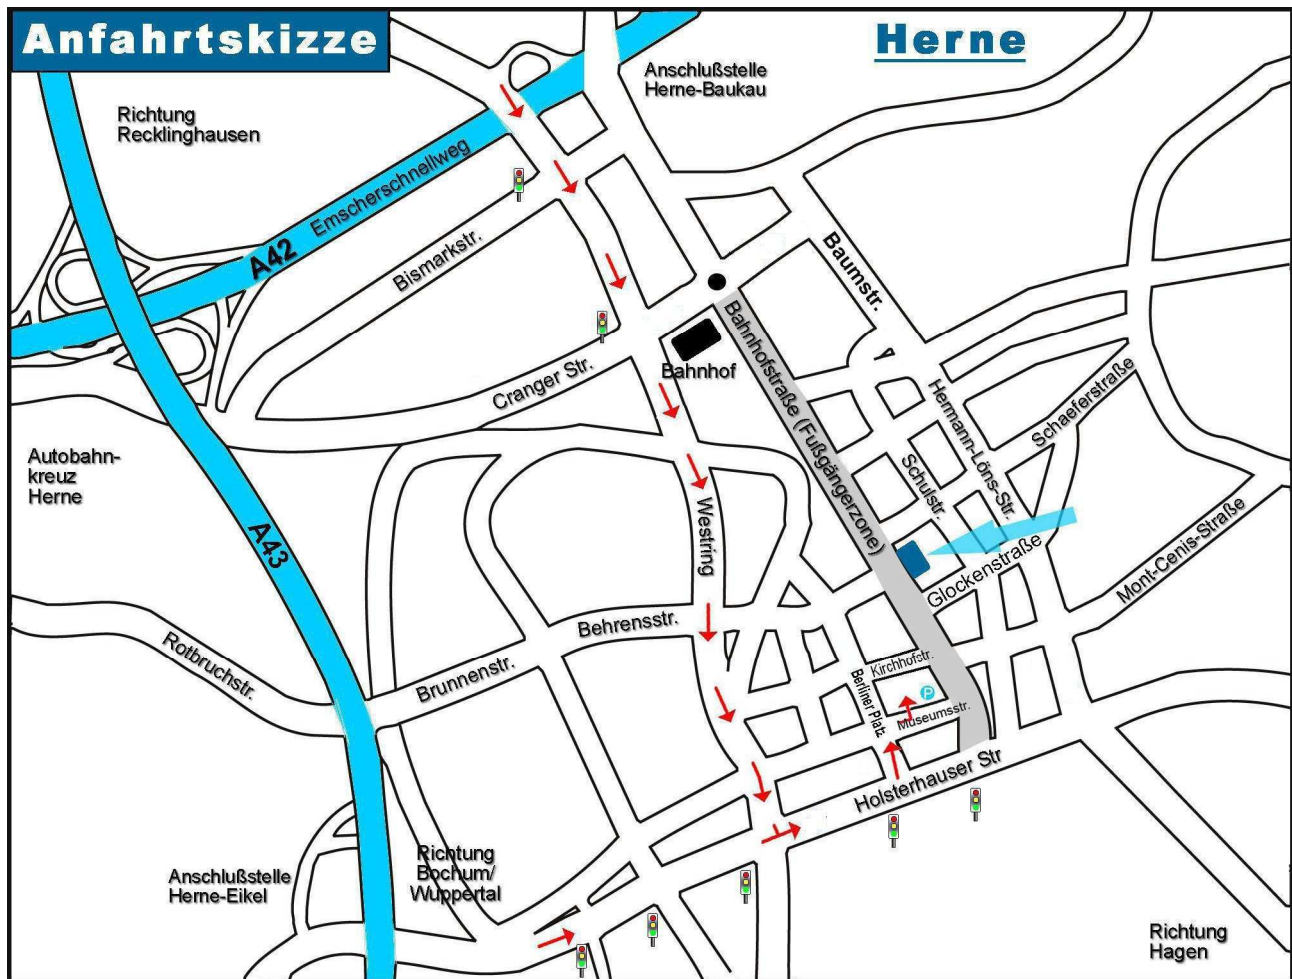 Anfahrtskizze
Herne
Anschlußstelle
Herne-Baukau
Richtung
Recklinghausen
Emscherschnellweg
A42
Bismarkstr.
Baumstr.
Bahnhofstraße (Fußgängerzone)
Bahnhof
Cranger Str.
Hermann-Löns-Str.
Schaeferstraße
Schulstr.
Autobahn-
kreuz
Herne
A43
Westring
Mont-Cenis-Straße
Glockenstraße
Behrensstr.
Rotbruchstr.
Brunnenstr.
Kirchhofstr.
Berliner Platz
P
Museumsstr.
Holsterhauser Str
Richtung
Bochum/
Wuppertal
Anschlußstelle
Herne-Eikel
Richtung
Hagen